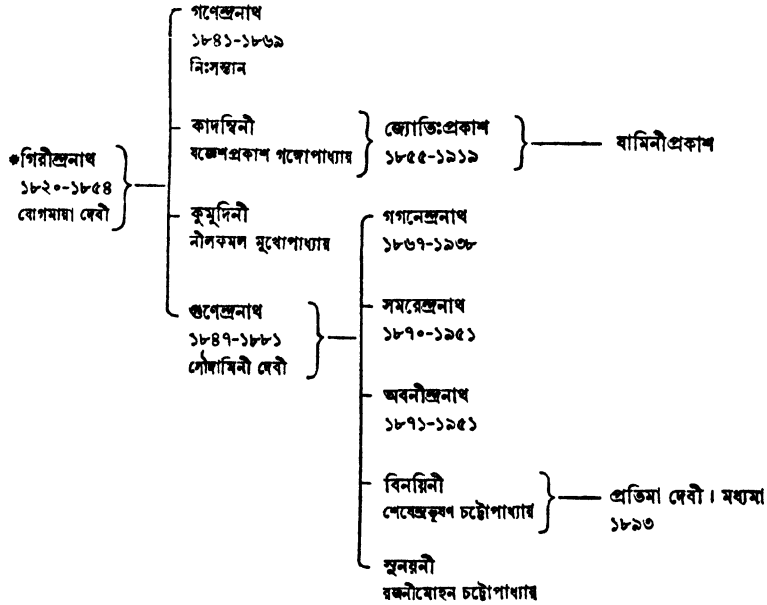 *গিরীন্দ্রনাথ
১৮২০-১৮৫৪
যোগমায়া দেবী
গণেন্দ্রনাথ
১৮৪১-১৮৬৯
নিঃসন্তান
কাদম্বিনী
যজ্ঞেশপ্রকাশ গঙ্গোপাধ্যায়
জ্যোতিঃপ্রকাশ
১৮৫৫-১৯১৯
যামিনীপ্রকাশ
কুমুদিনী
নীলকমল মুখোপাধ্যায়
গুণেন্দ্রনাথ
১৮৪৭-১৮৮১
সৌদামিনী দেবী
গগনেন্দ্রনাথ
১৮৬৭-১৯৩৮
সমরেন্দ্রনাথ
১৮৭০-১৯৫১
অবনীন্দ্রনাথ
১৮৭১-১৯৫১
বিনয়িনী
শেষেন্দ্রভূষণ চট্টোপাধ্যায়
প্রতিমা দেবী। মধ্যমা
১৮৯৩
সুনয়নী
রজনীমোহন চট্টোপাধ্যায়